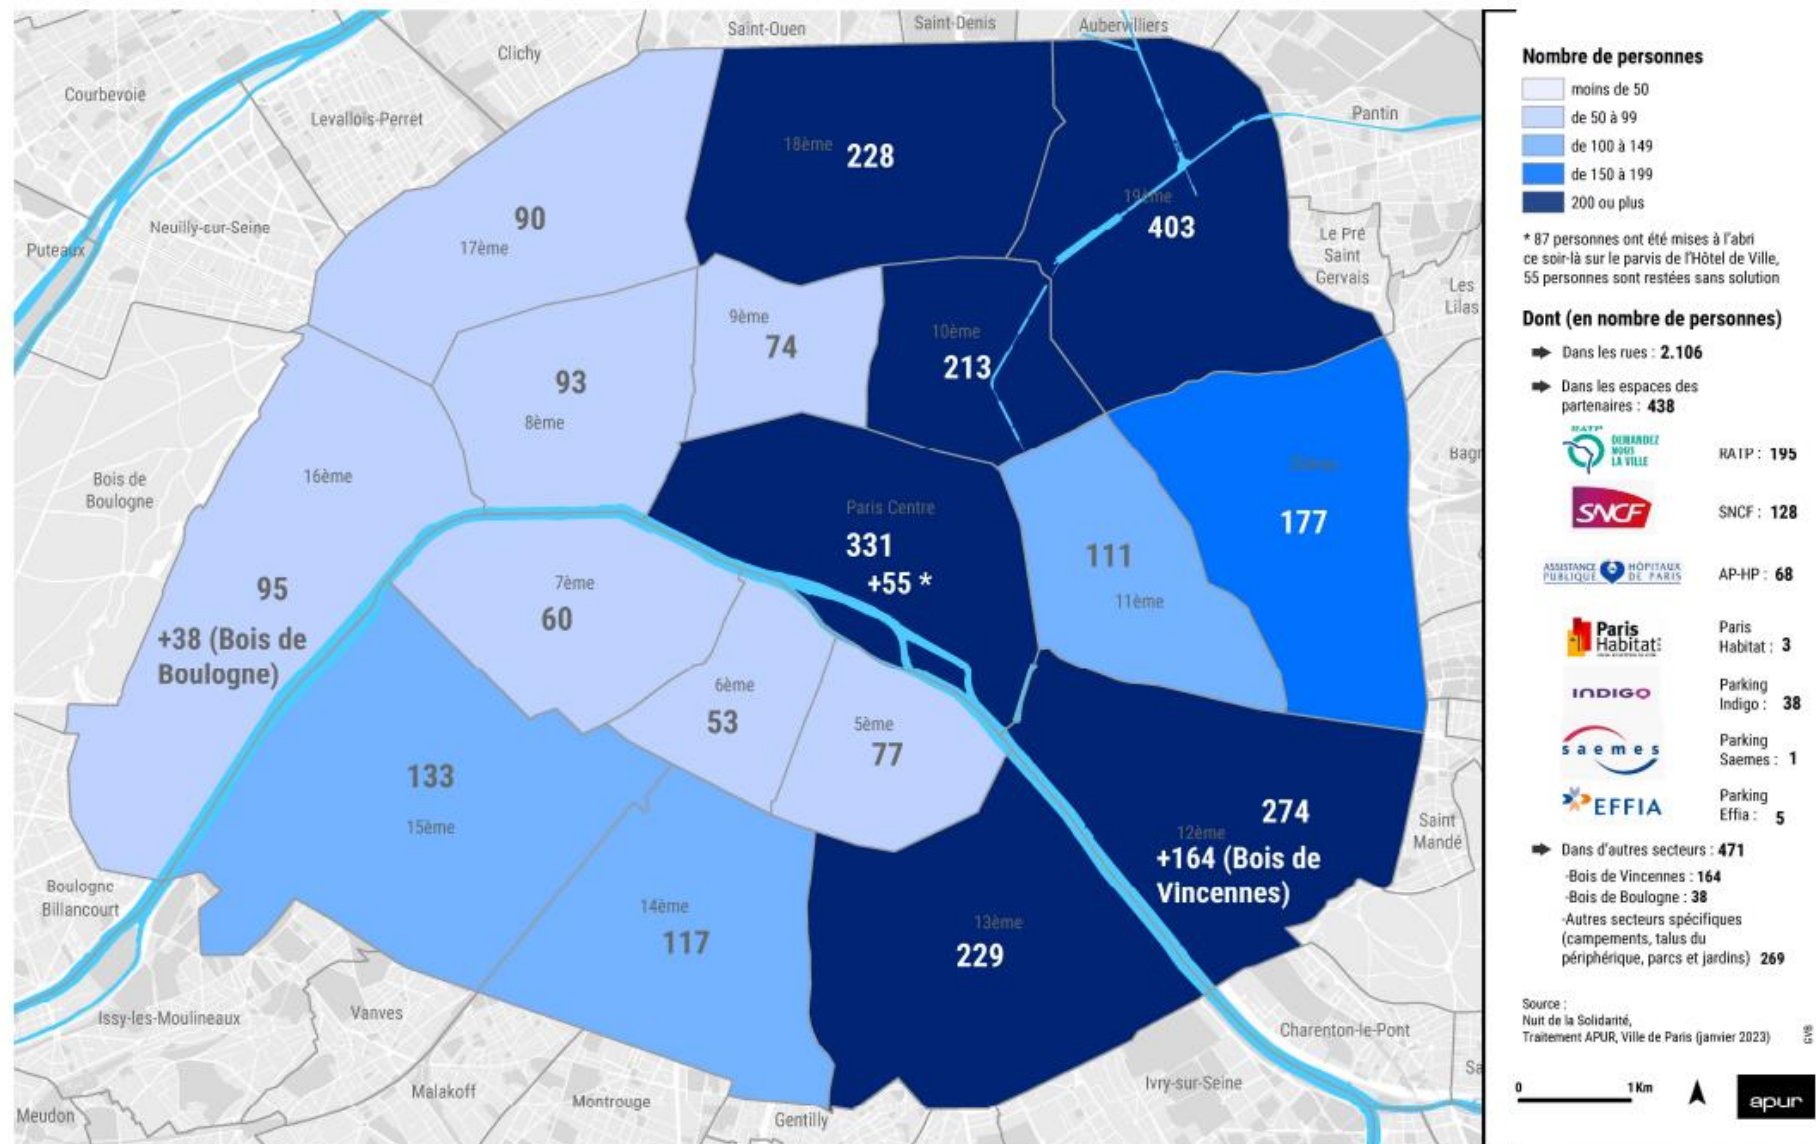 Saint-Ouen
Saint-Denis
Aubervilliers
Clichy
Courbevoie
Levallois-Perret
Pantin
18ème
228
19ème
403
90
17ème
Neuilly-sur-Seine
Puteaux
Le Pré
Saint
Gervais
Les
Lilas
9ème
74
10ème
213
93
8ème
16ème
Bois de
Boulogne
Bagn
Paris Centre
331
+55 *
177
111
11ème
95
+38 (Bois de
Boulogne)
7ème
60
6ème
53
5ème
77
133
15ème
274
12ème
+164 (Bois de
Vincennes)
Saint
Mandé
Boulogne
Billancourt
14ème
117
13ème
229
Issy-les-Moulineaux
Vanves
Charenton-le-Pont
Malakoff
Montrouge
Ivry-sur-Seine
Sa
Meudon
Gentilly
Nombre de personnes
moins de 50
de 50 à 99
de 100 à 149
de 150 à 199
200 ou plus
* 87 personnes ont été mises à l'abri
ce soir-là sur le parvis de l'Hôtel de Ville,
55 personnes sont restées sans solution
Dont (en nombre de personnes)
Dans les rues : 2.106
Dans les espaces des
partenaires : 438
RATP
DEMANDEZ
NOUS
LA VILLE
RATP : 195
SNCF
SNCF : 128
ASSISTANCE HÔPITAUX
PUBLIQUE DE PARIS
AP-HP : 68
Paris
Habitat
Paris
Habitat : 3
INDIGO
Parking
Indigo : 38
saemes
Parking
Saemes : 1
EFFIA
Parking
Effia : 5
Dans d'autres secteurs : 471
-Bois de Vincennes : 164
-Bois de Boulogne : 38
-Autres secteurs spécifiques
(campements, talus du
périphérique, parcs et jardins) 269
Source :
Nuit de la Solidarité,
Traitement APUR, Ville de Paris (janvier 2023)
GVB
0 1 Km
apur